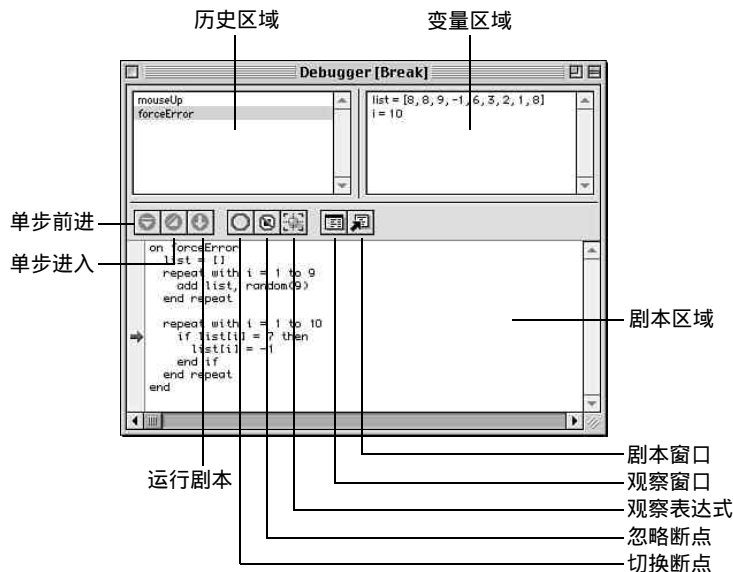 历史区域
变量区域
Debugger [Break]
mouseUp
forceError
list = [8, 8, 9, -1, 6, 3, 2, 1, 8]
i = 10
单步前进
单步进入
on forceError
list = []
repeat with i = 1 to 9
add list, random(9)
end repeat
repeat with i = 1 to 10
if list[i] = 7 then
list[i] = -1
end if
end repeat
end
剧本区域
运行剧本
剧本窗口
观察窗口
观察表达式
忽略断点
切换断点